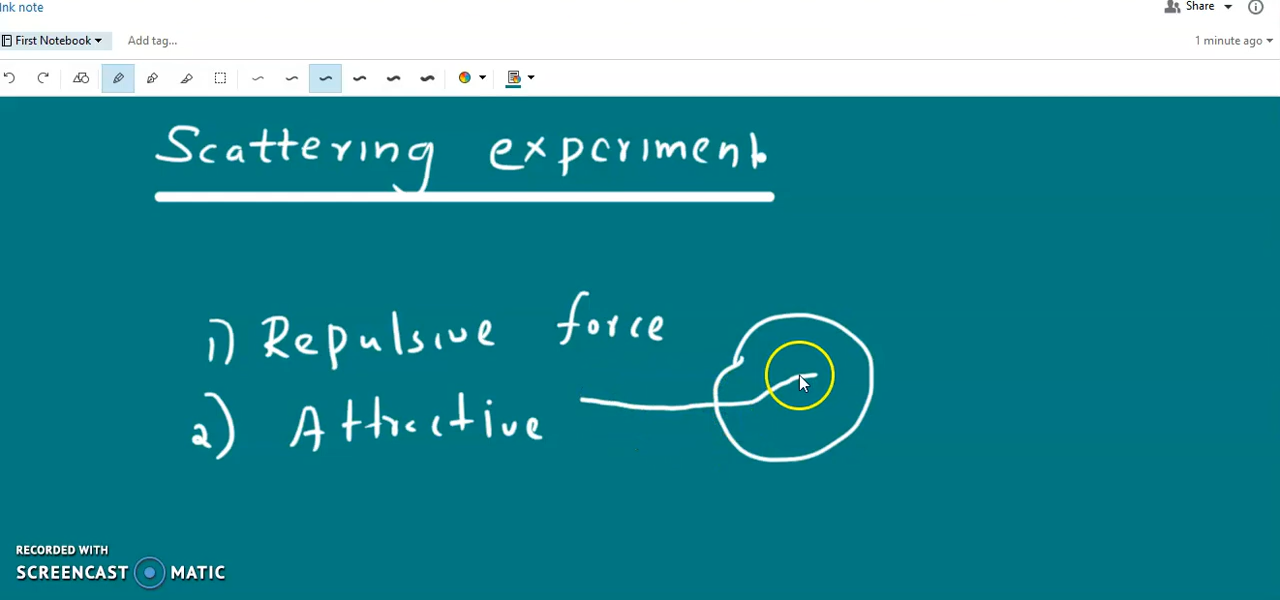 Ink note
Share
First Notebook
Add tag...
1 minute ago
Scattering experiment
1) Repulsive force
2) Attractive
RECORDED WITH
SCREENCAST MATIC